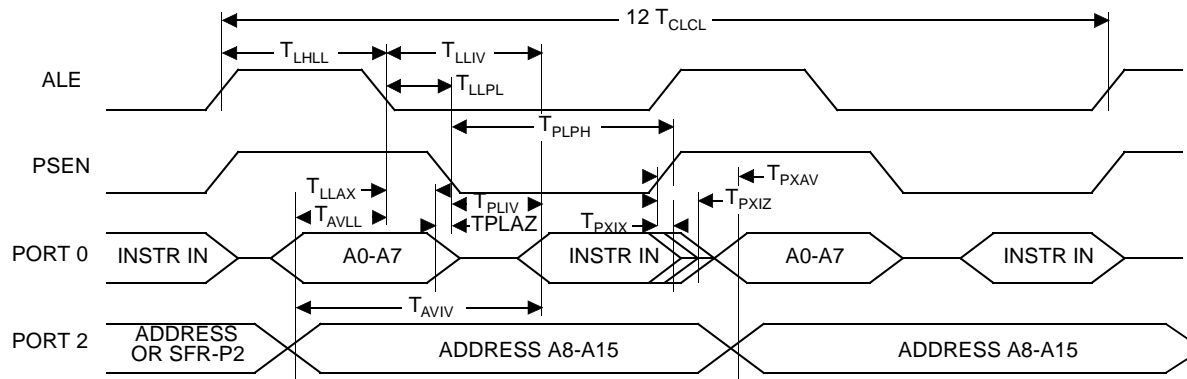 12 TCLCL
TLHLL TLLIV
ALE
TLLPL
TPLPH
PSEN
TLLAX TPXAV
TPLIV TPXIZ
TAVLL TPLAZ TPXIX
PORT 0 INSTR IN A0-A7 INSTR IN A0-A7 INSTR IN
TAVIV
PORT 2 ADDRESS OR SFR-P2 ADDRESS A8-A15 ADDRESS A8-A15